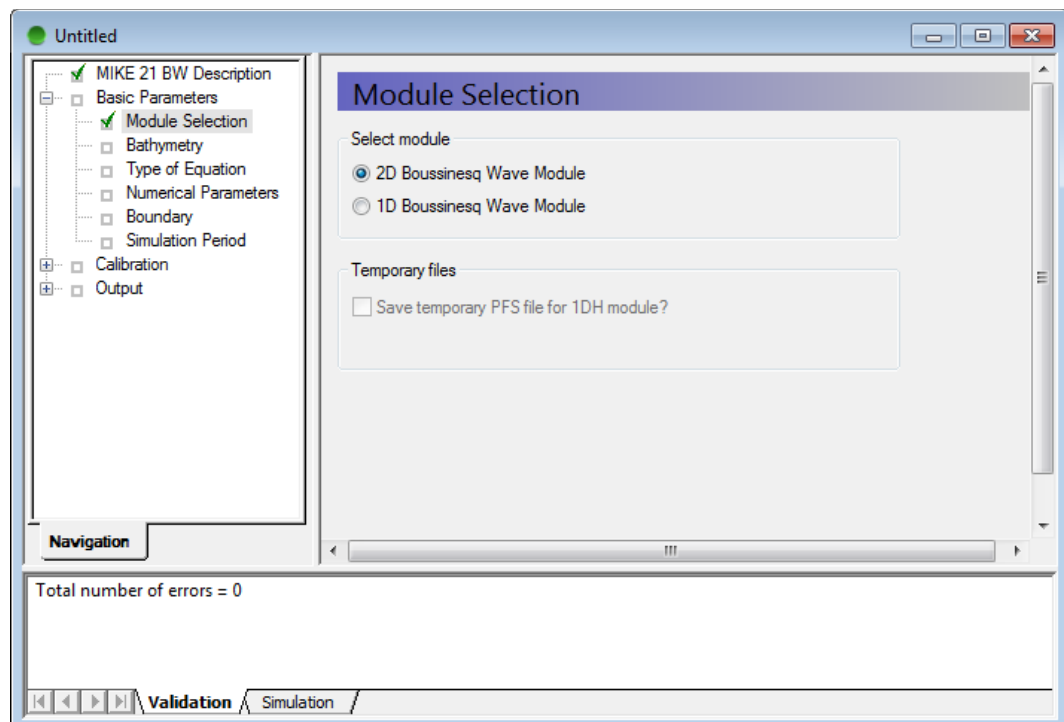 Untitled
MIKE 21 BW Description
Basic Parameters
Module Selection
Bathymetry
Type of Equation
Numerical Parameters
Boundary
Simulation Period
Calibration
Output
Navigation
Module Selection
Select module
2D Boussinesq Wave Module
1D Boussinesq Wave Module
Temporary files
Save temporary PFS file for 1DH module?
Total number of errors = 0
Validation
Simulation